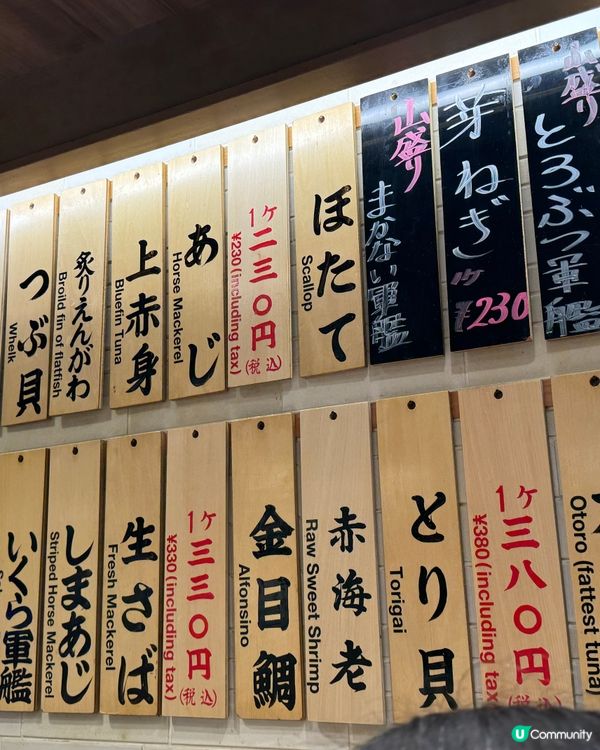 つぶ貝
Whelk
炙りえんがわ
Broild fin of flatfish
上赤身
Bluefin Tuna
あじ
Horse Mackerel
1ケ二三〇円(税込)
¥230(including tax)
ほたて
Scallop
山盛り
まかない軍艦
芽ねぎ
1ケ
¥230
山盛り
とろぶつ軍艦
いくら軍艦
しまあじ
Striped Horse Mackerel
生さば
Fresh Mackerel
1ケ三三〇円(税込)
¥330(including tax)
金目鯛
Alfonsino
赤海老
Raw Sweet Shrimp
とり貝
Torigai
1ケ三八〇円(税込)
¥380(including tax)
Otoro (fattest tuna)
U Community